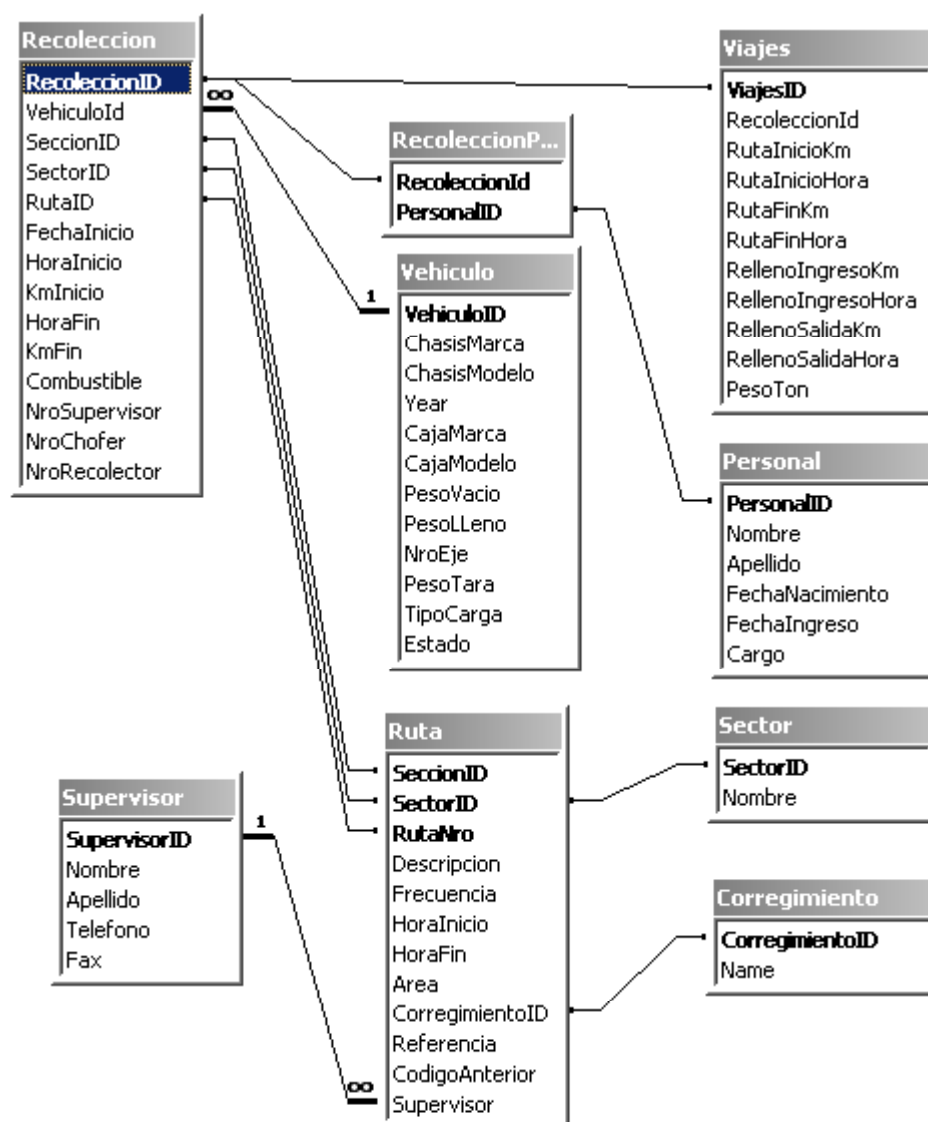 Recoleccion
RecoleccionID
VehiculoId
SeccionID
SectorID
RutaID
FechaInicio
HoraInicio
KmInicio
HoraFin
KmFin
Combustible
NroSupervisor
NroChofer
NroRecolector
∞
RecoleccionP...
RecoleccionId
PersonalID
1
Vehiculo
VehiculoID
ChasisMarca
ChasisModelo
Year
CajaMarca
CajaModelo
PesoVacio
PesoLLeno
NroEje
PesoTara
TipoCarga
Estado
Viajes
ViajesID
RecoleccionId
RutaInicioKm
RutaInicioHora
RutaFinKm
RutaFinHora
RellenoIngresoKm
RellenoIngresoHora
RellenoSalidaKm
RellenoSalidaHora
PesoTon
Personal
PersonalID
Nombre
Apellido
FechaNacimiento
FechaIngreso
Cargo
Supervisor
SupervisorID
Nombre
Apellido
Telefono
Fax
1
∞
Ruta
SeccionID
SectorID
RutaNro
Descripcion
Frecuencia
HoraInicio
HoraFin
Area
CorregimientoID
Referencia
CodigoAnterior
Supervisor
Sector
SectorID
Nombre
Corregimiento
CorregimientoID
Name